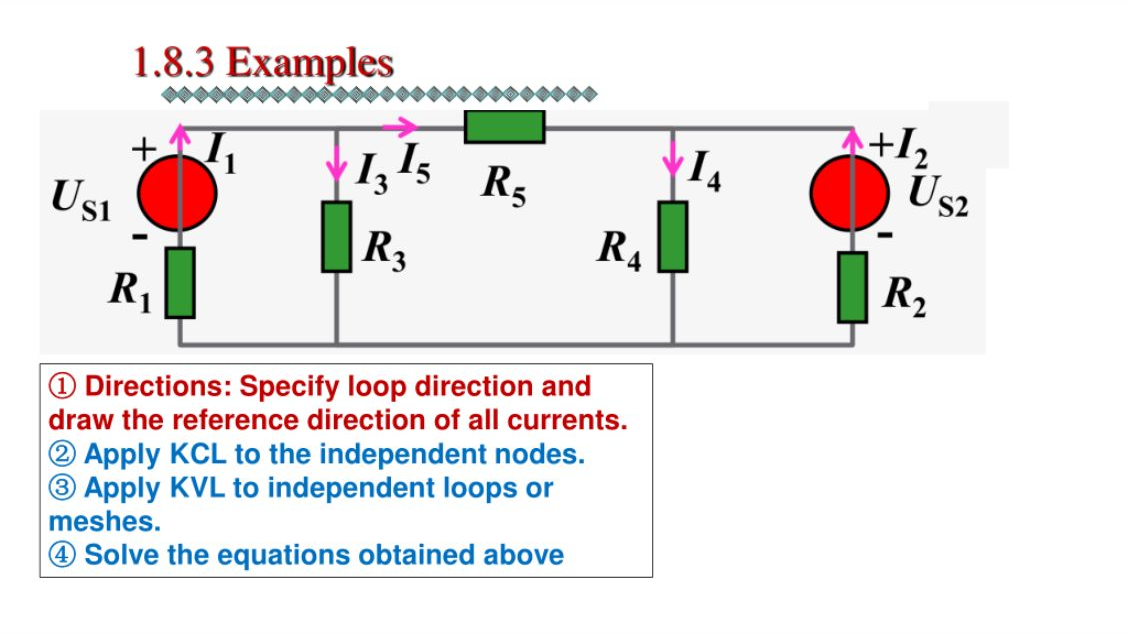 1.8.3 Examples
+ I₁ I₃ I₅ R₅ I₄ +I₂
U_S1 U_S2
- R₃ R₄ -
R₁ R₂
① Directions: Specify loop direction and
draw the reference direction of all currents.
② Apply KCL to the independent nodes.
③ Apply KVL to independent loops or
meshes.
④ Solve the equations obtained above